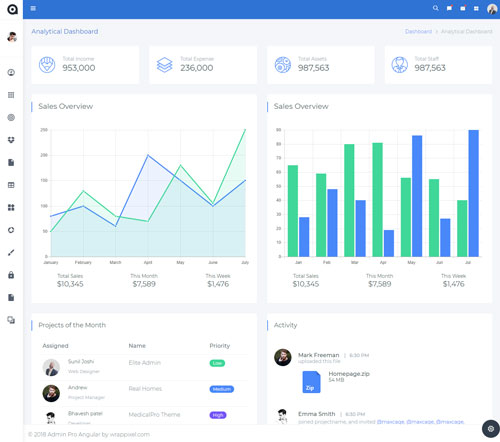 Analytical Dashboard
Dashboard > Analytical Dashboard
Total Income
953,000
Total Expense
236,000
Total Assets
987,563
Total Staff
987,563
Sales Overview
250
200
150
100
50
0
January February March April May June July
Total Sales This Month This Week
$10,345 $7,589 $1,476
Sales Overview
90
80
70
60
50
40
30
20
10
0
Jan Feb Mar Apr May Jun Jul
Total Sales This Month This Week
$10,345 $7,589 $1,476
Projects of the Month
Assigned Name Priority
Sunil Joshi
Web Designer
Elite Admin
Low
Andrew
Project Manager
Real Homes
Medium
Bhavesh patel
Developer
MedicalPro Theme
High
Activity
Mark Freeman | 6:30 PM
uploaded this file
Zip
Homepage.zip
54 MB
Emma Smith | 6:30 PM
joined projectname, and invited @maxcage, @maxcage, @maxcage,
© 2018 Admin Pro Angular by wrappixel.com